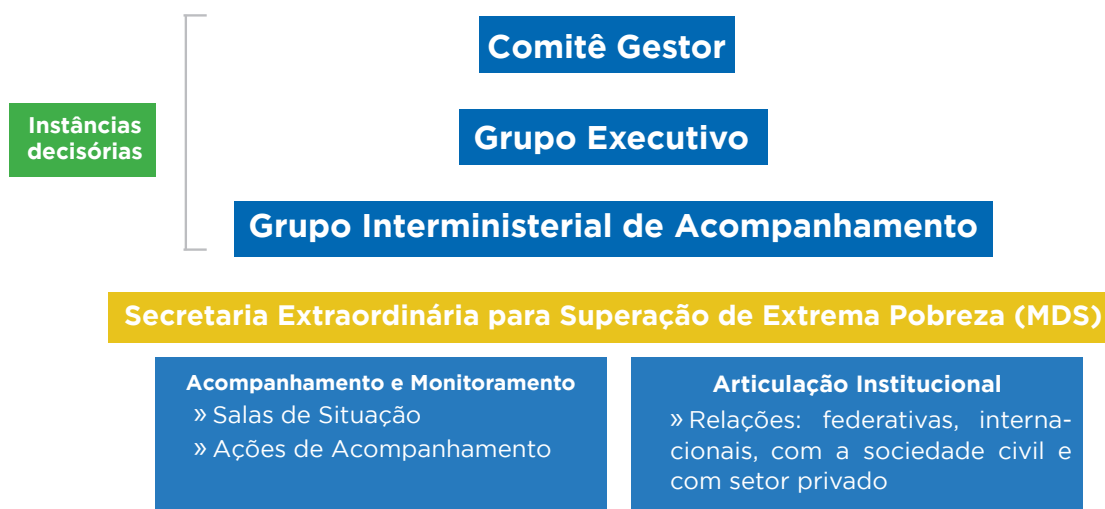 Comitê Gestor
Instâncias
decisórias
Grupo Executivo
Grupo Interministerial de Acompanhamento
Secretaria Extraordinária para Superação de Extrema Pobreza (MDS)
Acompanhamento e Monitoramento
» Salas de Situação
» Ações de Acompanhamento
Articulação Institucional
» Relações: federativas, interna-
cionais, com a sociedade civil e
com setor privado